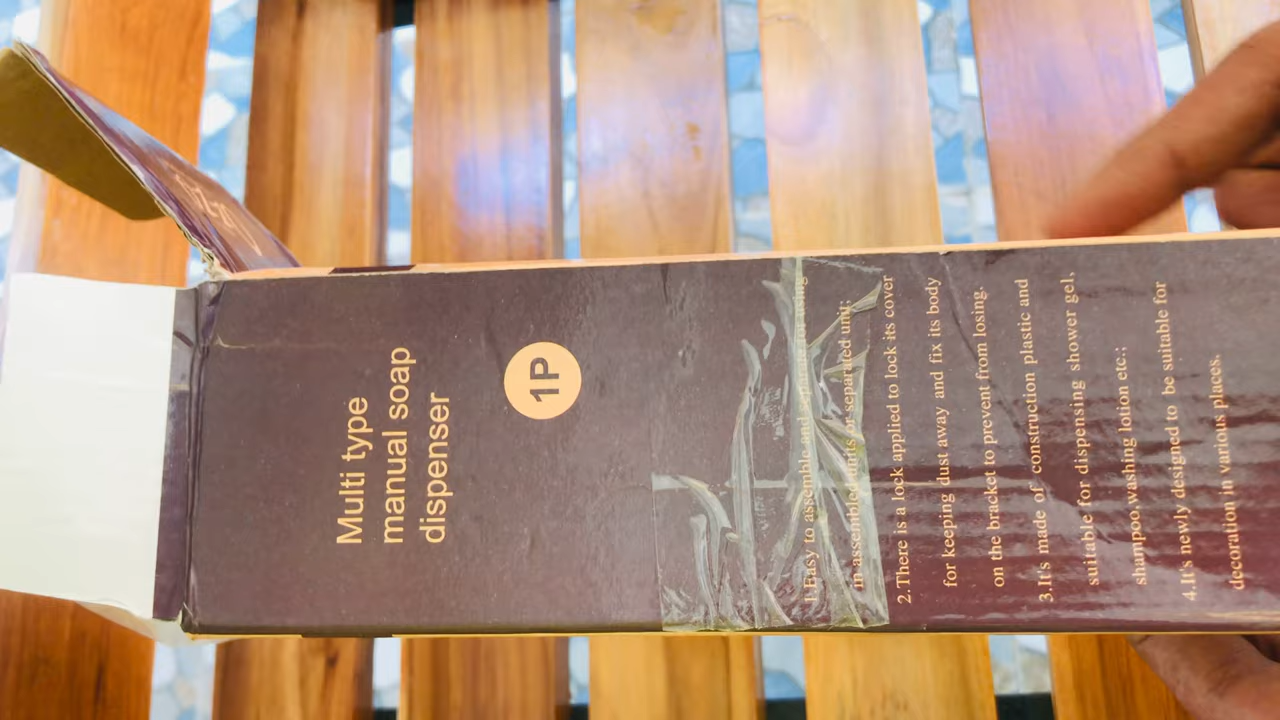 Multi type
manual soap
dispenser
1P
1.Easy to assemble and separate for using
in assembled units or separated unit;
2.There is a lock applied to lock its cover
for keeping dust away and fix its body
on the bracket to prevent from losing.
3.It's made of construction plastic and
suitable for dispensing shower gel,
shampoo,washing lotion etc.;
4.It's newly designed to be suitable for
decoration in various places.